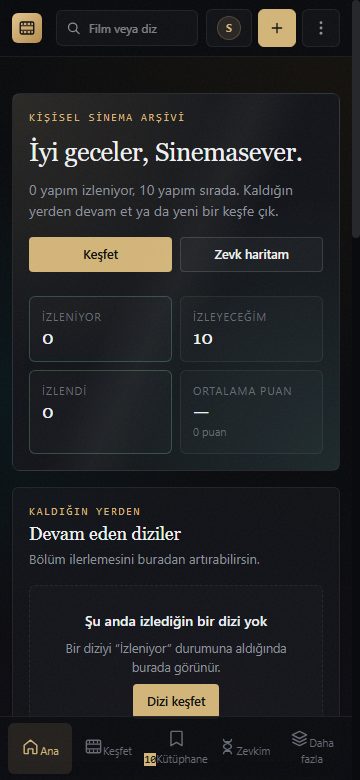 Film veya diz
S
KİŞİSEL SİNEMA ARŞİVİ
İyi geceler, Sinemasever.
0 yapım izleniyor, 10 yapım sırada. Kaldığın
yerden devam et ya da yeni bir keşfe çık.
Keşfet
Zevk haritam
İZLENİYOR
0
İZLEYECEĞİM
10
İZLENDİ
0
ORTALAMA PUAN
—
0 puan
KALDIĞIN YERDEN
Devam eden diziler
Bölüm ilerlemesini buradan artırabilirsin.
Şu anda izlediğin bir dizi yok
Bir diziyi “İzleniyor” durumuna aldığında
burada görünür.
Dizi keşfet
Ana
Keşfet
10
Kütüphane
Zevkim
Daha
fazla